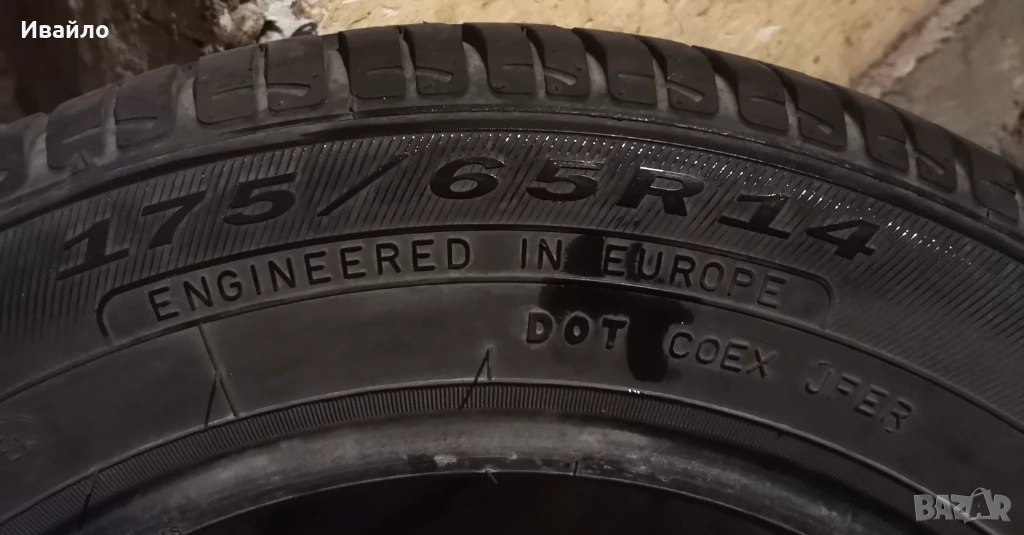 Ивайло
175/65R14
ENGINEERED IN EUROPE
DOT COEX JFER
BAZAR